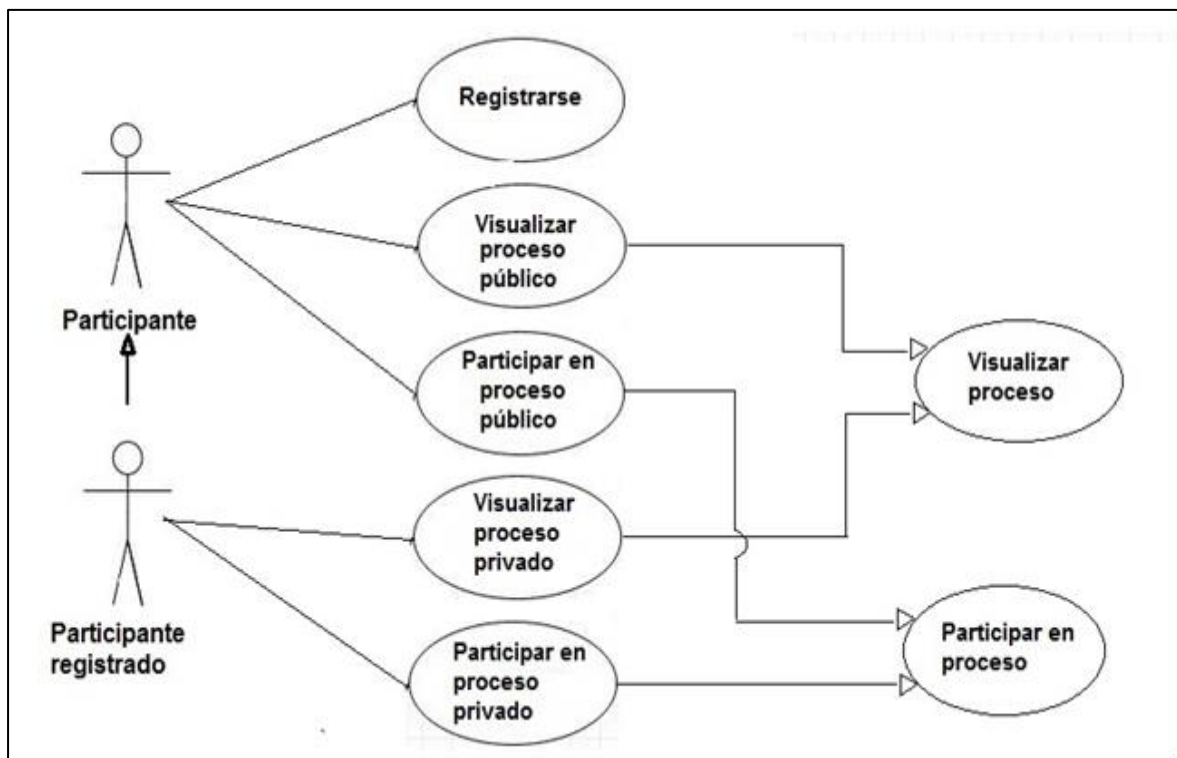 Registrarse
Visualizar
proceso
público
Participante
Participar en
proceso
público
Visualizar
proceso
Visualizar
proceso
privado
Participante
registrado
Participar en
proceso
privado
Participar en
proceso